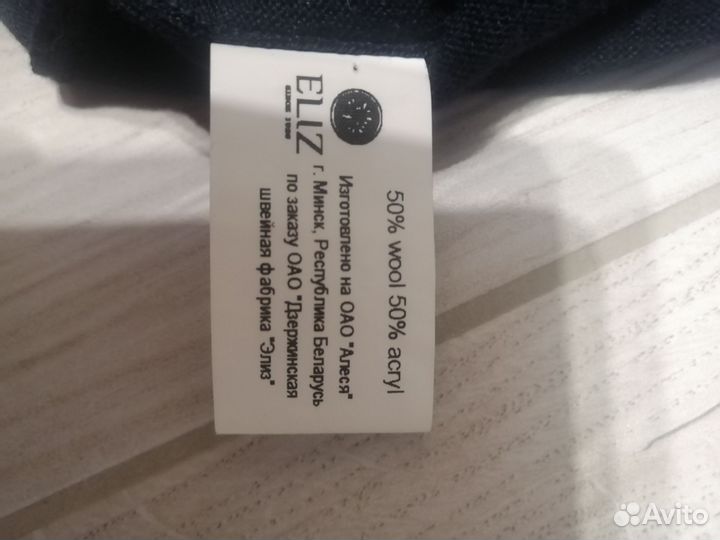 50% wool 50% acryl
ELIZ
SINCE 1928
Изготовлено на ОАО "Алеся"
г. Минск, Республика Беларусь
по заказу ОАО "Дзержинская
швейная фабрика "Элиз"
Avito